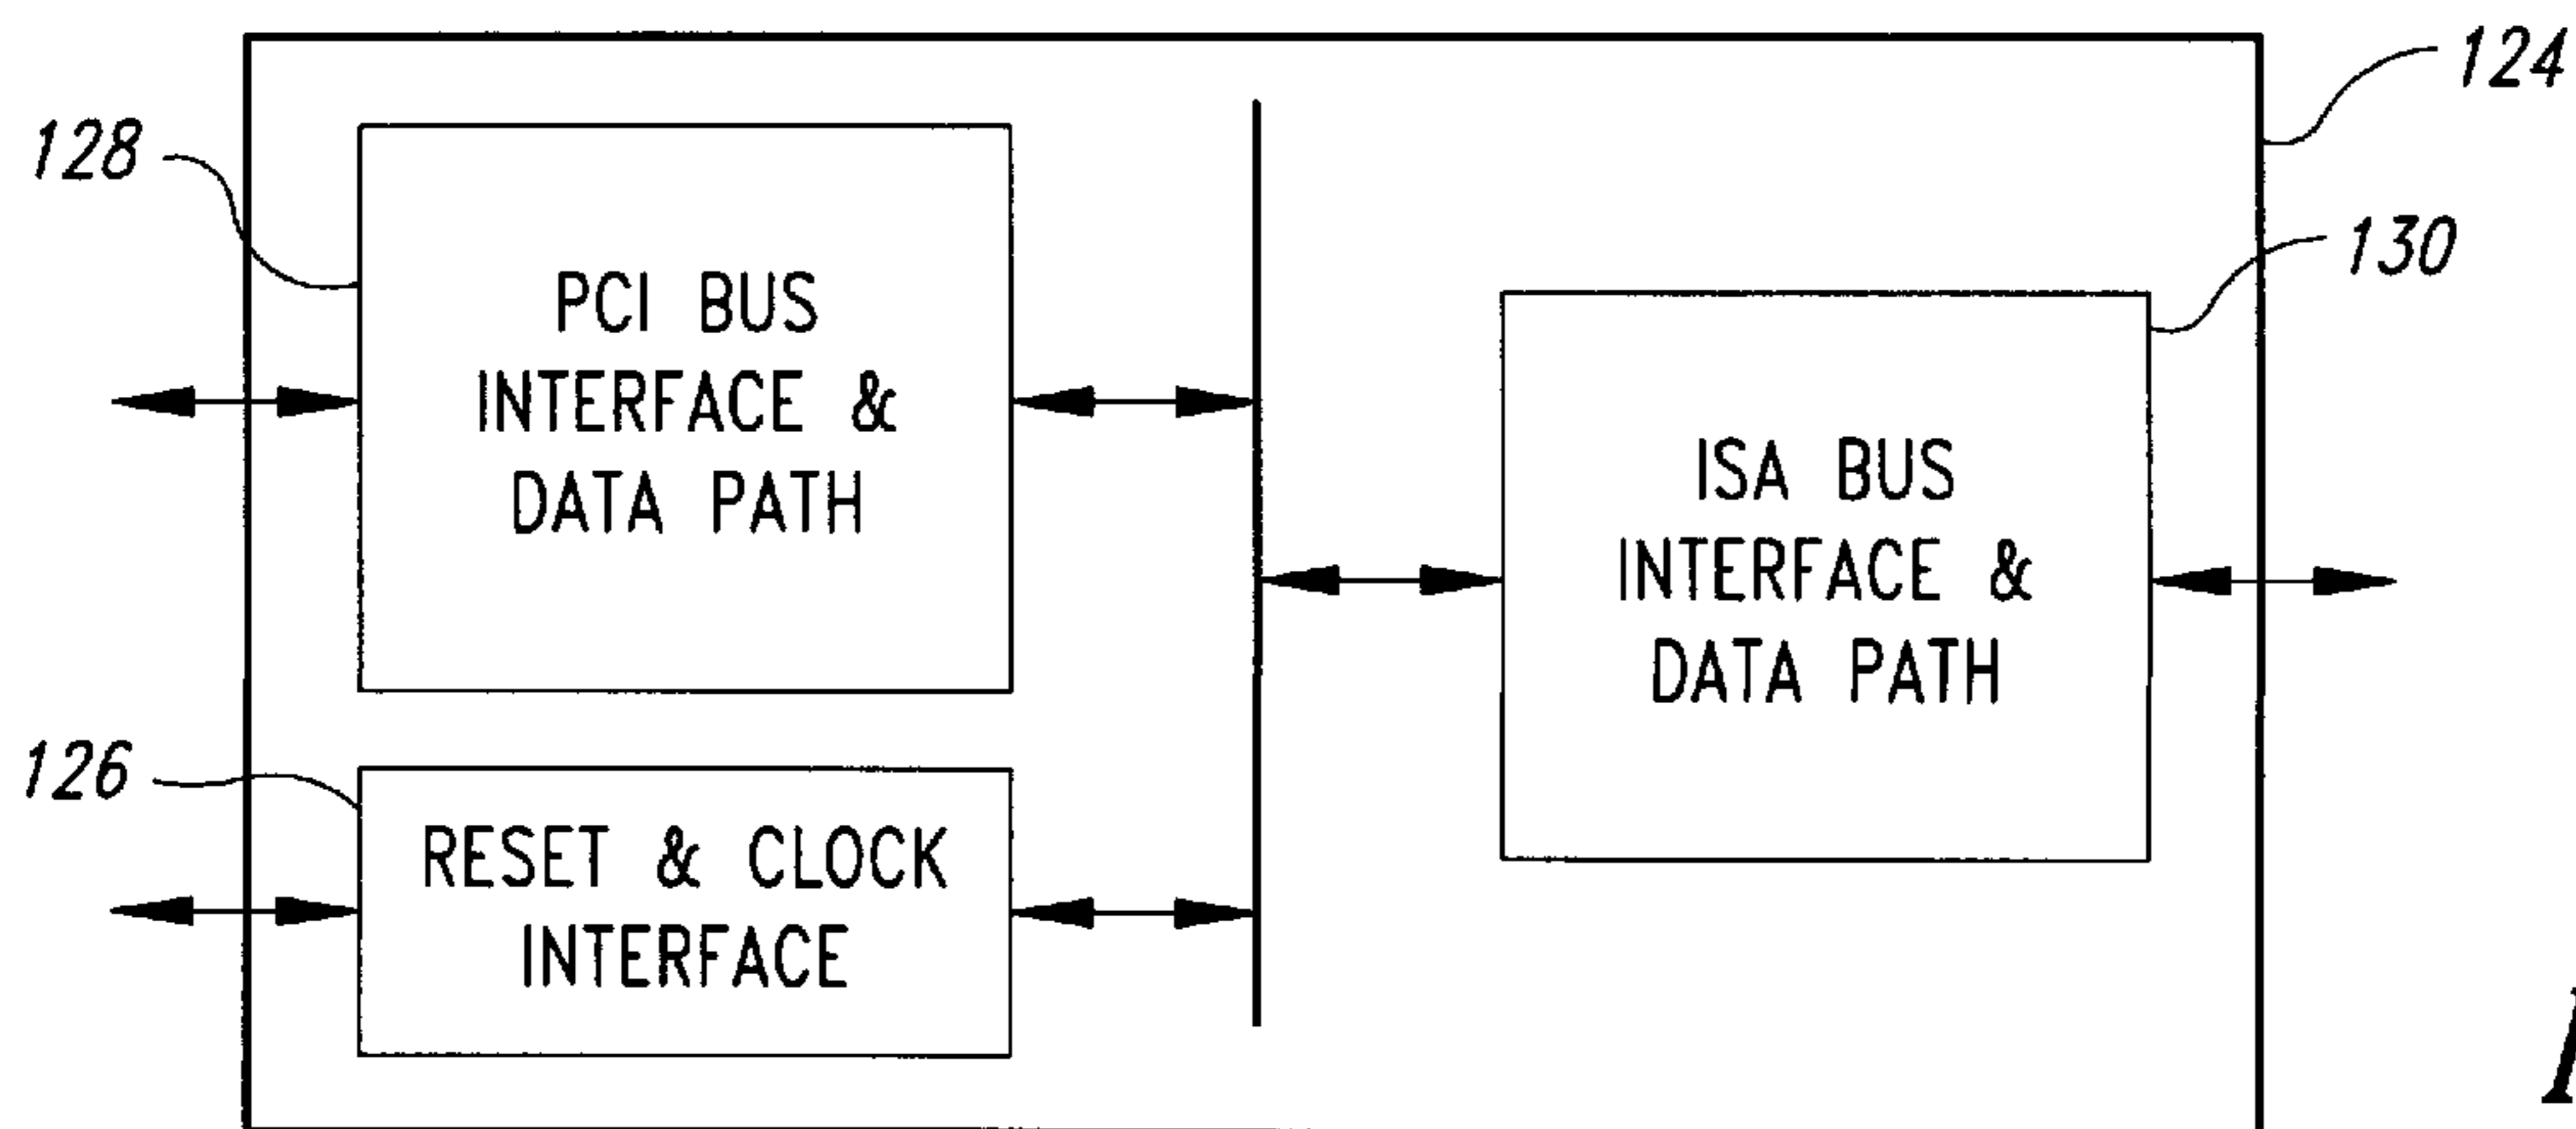 124
128
130
PCI BUS
INTERFACE &
DATA PATH
ISA BUS
INTERFACE &
DATA PATH
126
RESET & CLOCK
INTERFACE